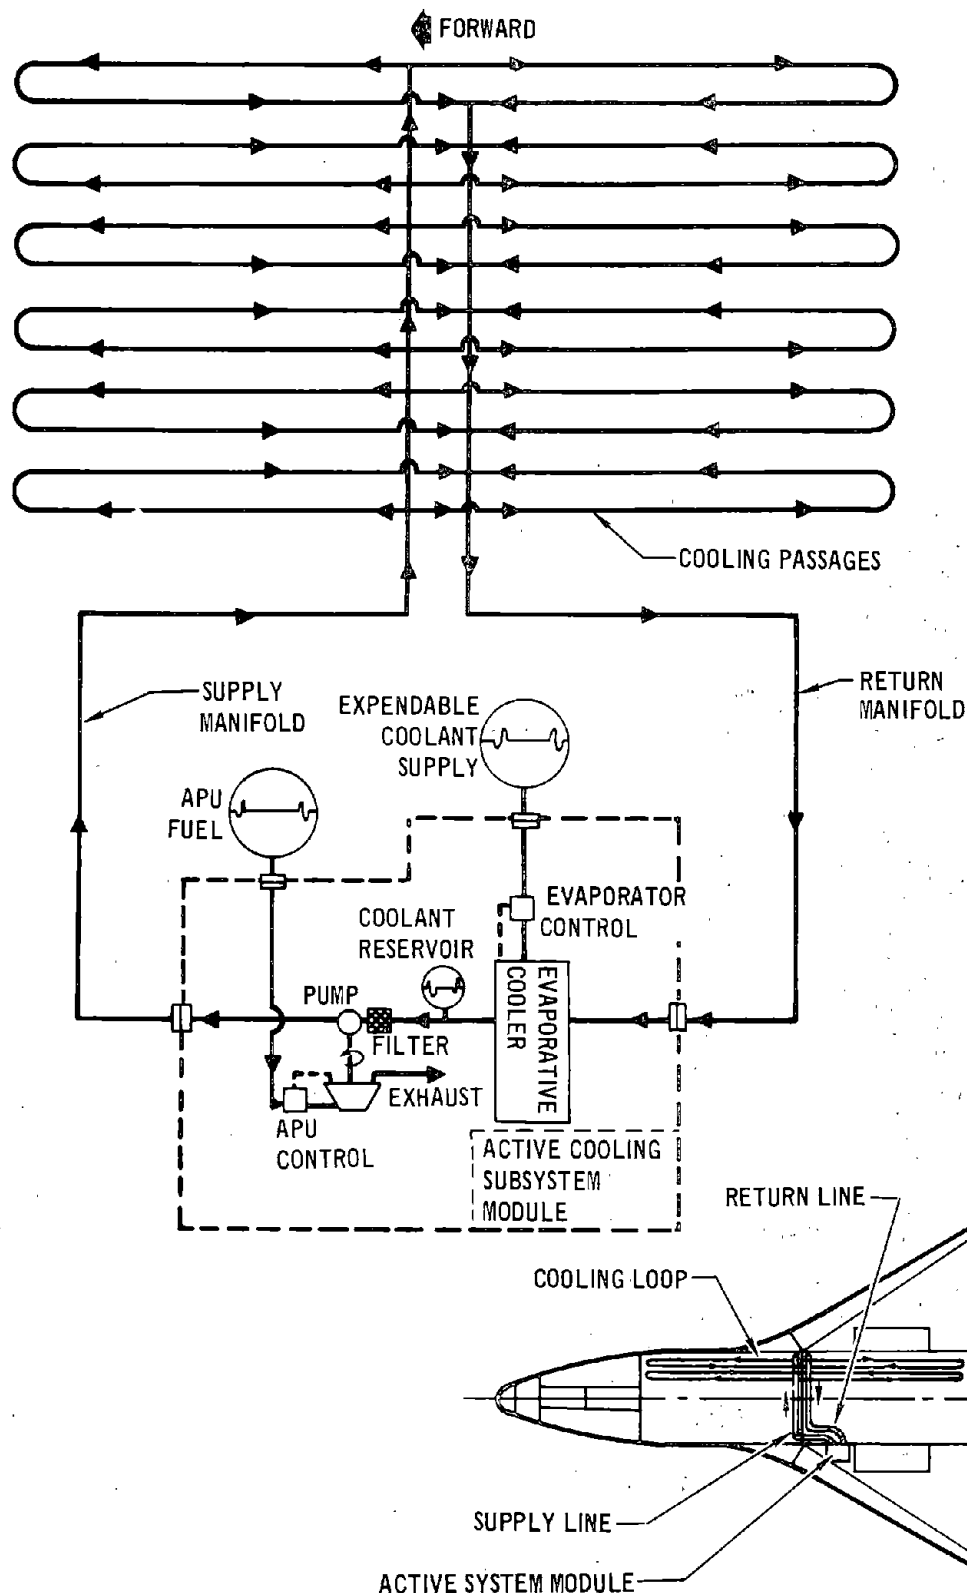 FORWARD
COOLING PASSAGES
SUPPLY
MANIFOLD
EXPENDABLE
COOLANT
SUPPLY
RETURN
MANIFOLD
APU
FUEL
EVAPORATOR
CONTROL
COOLANT
RESERVOIR
PUMP
FILTER
EVAPORATIVE
COOLER
EXHAUST
APU
CONTROL
ACTIVE COOLING
SUBSYSTEM
MODULE
RETURN LINE
COOLING LOOP
SUPPLY LINE
ACTIVE SYSTEM MODULE